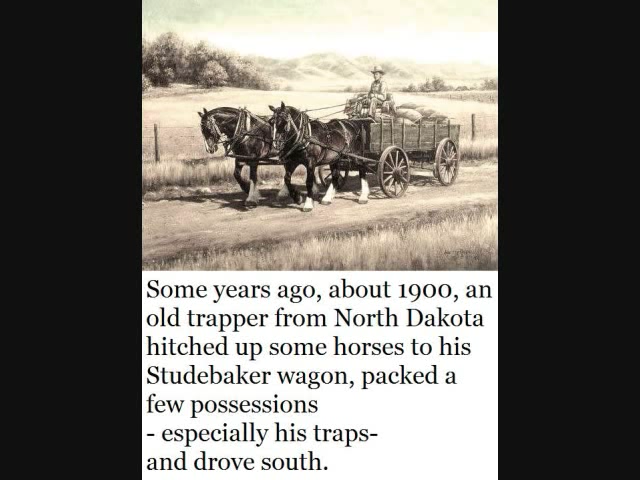 Some years ago, about 1900, an
old trapper from North Dakota
hitched up some horses to his
Studebaker wagon, packed a
few possessions
- especially his traps-
and drove south.